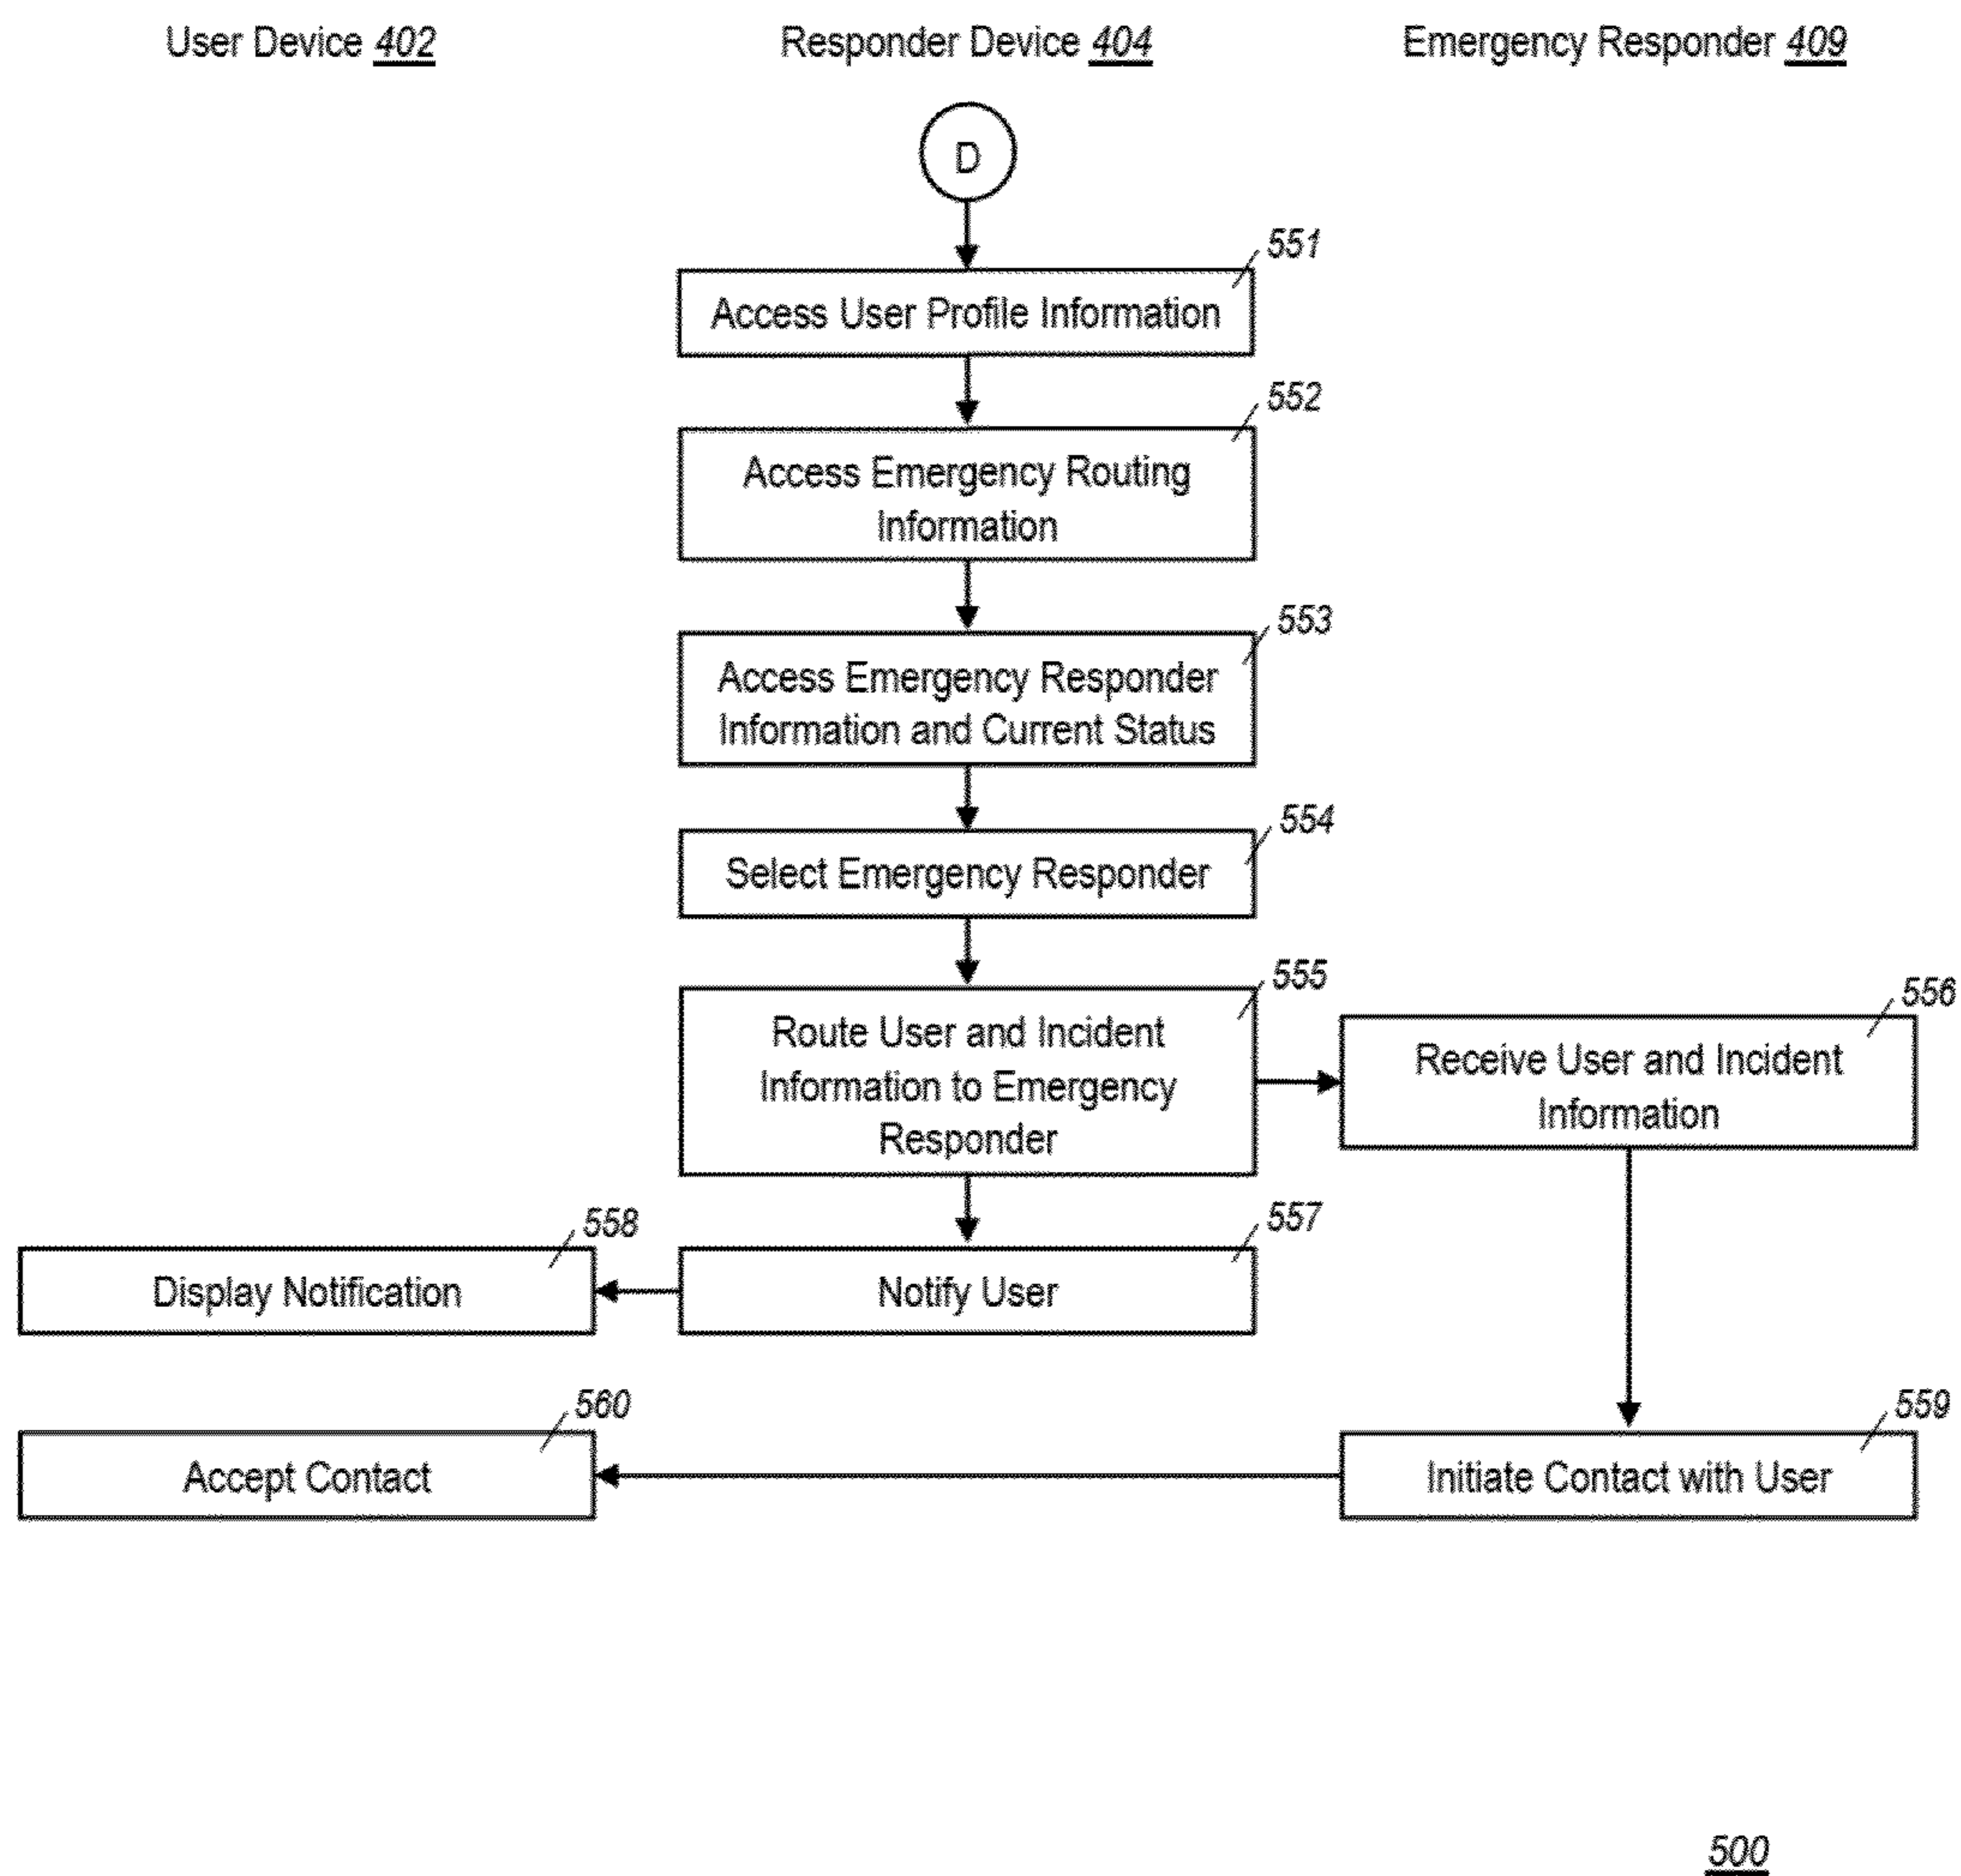 User Device 402
Responder Device 404
Emergency Responder 409
D
551
Access User Profile Information
552
Access Emergency Routing
Information
553
Access Emergency Responder
Information and Current Status
554
Select Emergency Responder
555
Route User and Incident
Information to Emergency
Responder
556
Receive User and Incident
Information
557
Notify User
558
Display Notification
559
Initiate Contact with User
560
Accept Contact
500